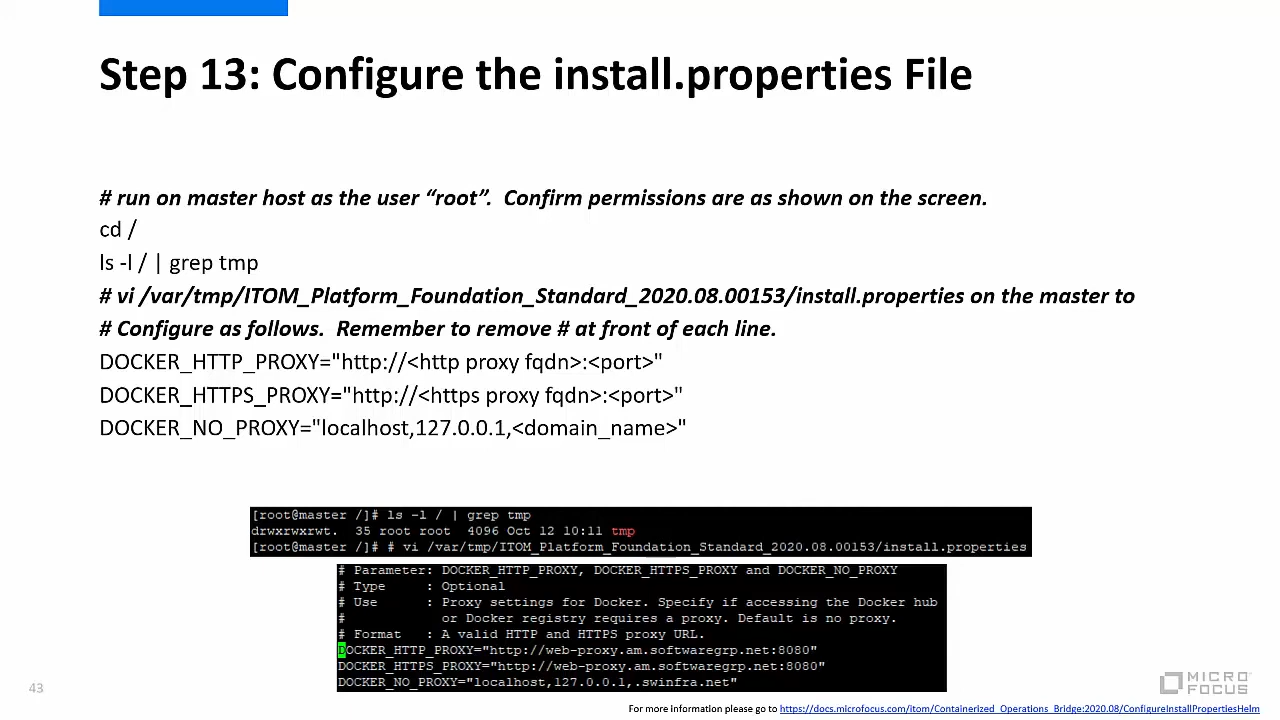 Step 13: Configure the install.properties File
# run on master host as the user “root”.  Confirm permissions are as shown on the screen.
cd /
ls -l / | grep tmp
# vi /var/tmp/ITOM_Platform_Foundation_Standard_2020.08.00153/install.properties on the master to
# Configure as follows.  Remember to remove # at front of each line.
DOCKER_HTTP_PROXY="http://<http proxy fqdn>:<port>"
DOCKER_HTTPS_PROXY="http://<https proxy fqdn>:<port>"
DOCKER_NO_PROXY="localhost,127.0.0.1,<domain_name>"
[root@master /]# ls -l / | grep tmp
drwxrwxrwt.  35 root root  4096 Oct 12 10:11 tmp
[root@master /]# # vi /var/tmp/ITOM_Platform_Foundation_Standard_2020.08.00153/install.properties
# Parameter: DOCKER_HTTP_PROXY, DOCKER_HTTPS_PROXY and DOCKER_NO_PROXY
# Type     : Optional
# Use      : Proxy settings for Docker. Specify if accessing the Docker hub
#            or Docker registry requires a proxy. Default is no proxy.
# Format   : A valid HTTP and HTTPS proxy URL.
DOCKER_HTTP_PROXY="http://web-proxy.am.softwaregrp.net:8080"
DOCKER_HTTPS_PROXY="http://web-proxy.am.softwaregrp.net:8080"
DOCKER_NO_PROXY="localhost,127.0.0.1,.swinfra.net"
43
MICRO
FOCUS
For more information please go to https://docs.microfocus.com/itom/Containerized_Operations_Bridge:2020.08/ConfigureInstallPropertiesHelm